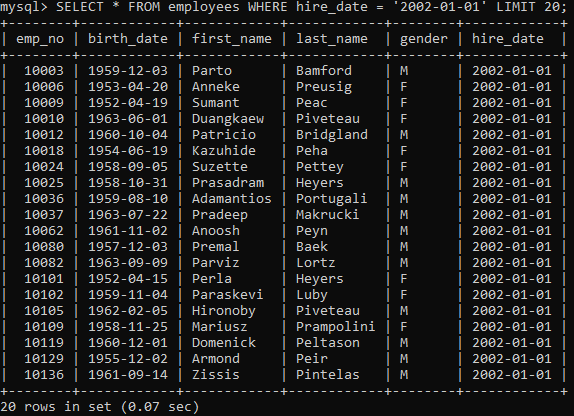 mysql> SELECT * FROM employees WHERE hire_date = '2002-01-01' LIMIT 20;
+--------+------------+------------+------------+--------+------------+
| emp_no | birth_date | first_name | last_name  | gender | hire_date  |
+--------+------------+------------+------------+--------+------------+
|  10003 | 1959-12-03 | Parto      | Bamford    | M      | 2002-01-01 |
|  10006 | 1953-04-20 | Anneke     | Preusig    | F      | 2002-01-01 |
|  10009 | 1952-04-19 | Sumant     | Peac       | F      | 2002-01-01 |
|  10010 | 1963-06-01 | Duangkaew  | Piveteau   | F      | 2002-01-01 |
|  10012 | 1960-10-04 | Patricio   | Bridgland  | M      | 2002-01-01 |
|  10018 | 1954-06-19 | Kazuhide   | Peha       | F      | 2002-01-01 |
|  10024 | 1958-09-05 | Suzette    | Pettey     | F      | 2002-01-01 |
|  10025 | 1958-10-31 | Prasadram  | Heyers     | M      | 2002-01-01 |
|  10036 | 1959-08-10 | Adamantios | Portugali  | M      | 2002-01-01 |
|  10037 | 1963-07-22 | Pradeep    | Makrucki   | M      | 2002-01-01 |
|  10062 | 1961-11-02 | Anoosh     | Peyn       | M      | 2002-01-01 |
|  10080 | 1957-12-03 | Premal     | Baek       | M      | 2002-01-01 |
|  10082 | 1963-09-09 | Parviz     | Lortz      | M      | 2002-01-01 |
|  10101 | 1952-04-15 | Perla      | Heyers     | F      | 2002-01-01 |
|  10102 | 1959-11-04 | Paraskevi  | Luby       | F      | 2002-01-01 |
|  10105 | 1962-02-05 | Hironoby   | Piveteau   | M      | 2002-01-01 |
|  10109 | 1958-11-25 | Mariusz    | Prampolini | F      | 2002-01-01 |
|  10119 | 1960-12-01 | Domenick   | Peltason   | M      | 2002-01-01 |
|  10129 | 1955-12-02 | Armond     | Peir       | M      | 2002-01-01 |
|  10136 | 1961-09-14 | Zissis     | Pintelas   | M      | 2002-01-01 |
+--------+------------+------------+------------+--------+------------+
20 rows in set (0.07 sec)